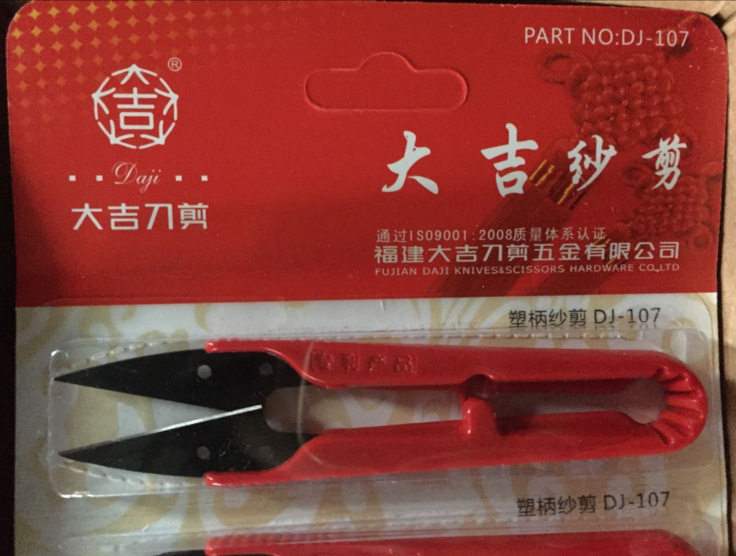 PART NO:DJ-107
大吉
®
Daji
大吉刀剪
大吉纱剪
通过ISO9001:2008质量体系认证
福建大吉刀剪五金有限公司
FUJIAN DAJI KNIVES&SCISSORS HARDWARE CO.,LTD
塑柄纱剪 DJ-107
专利产品
塑柄纱剪 DJ-107